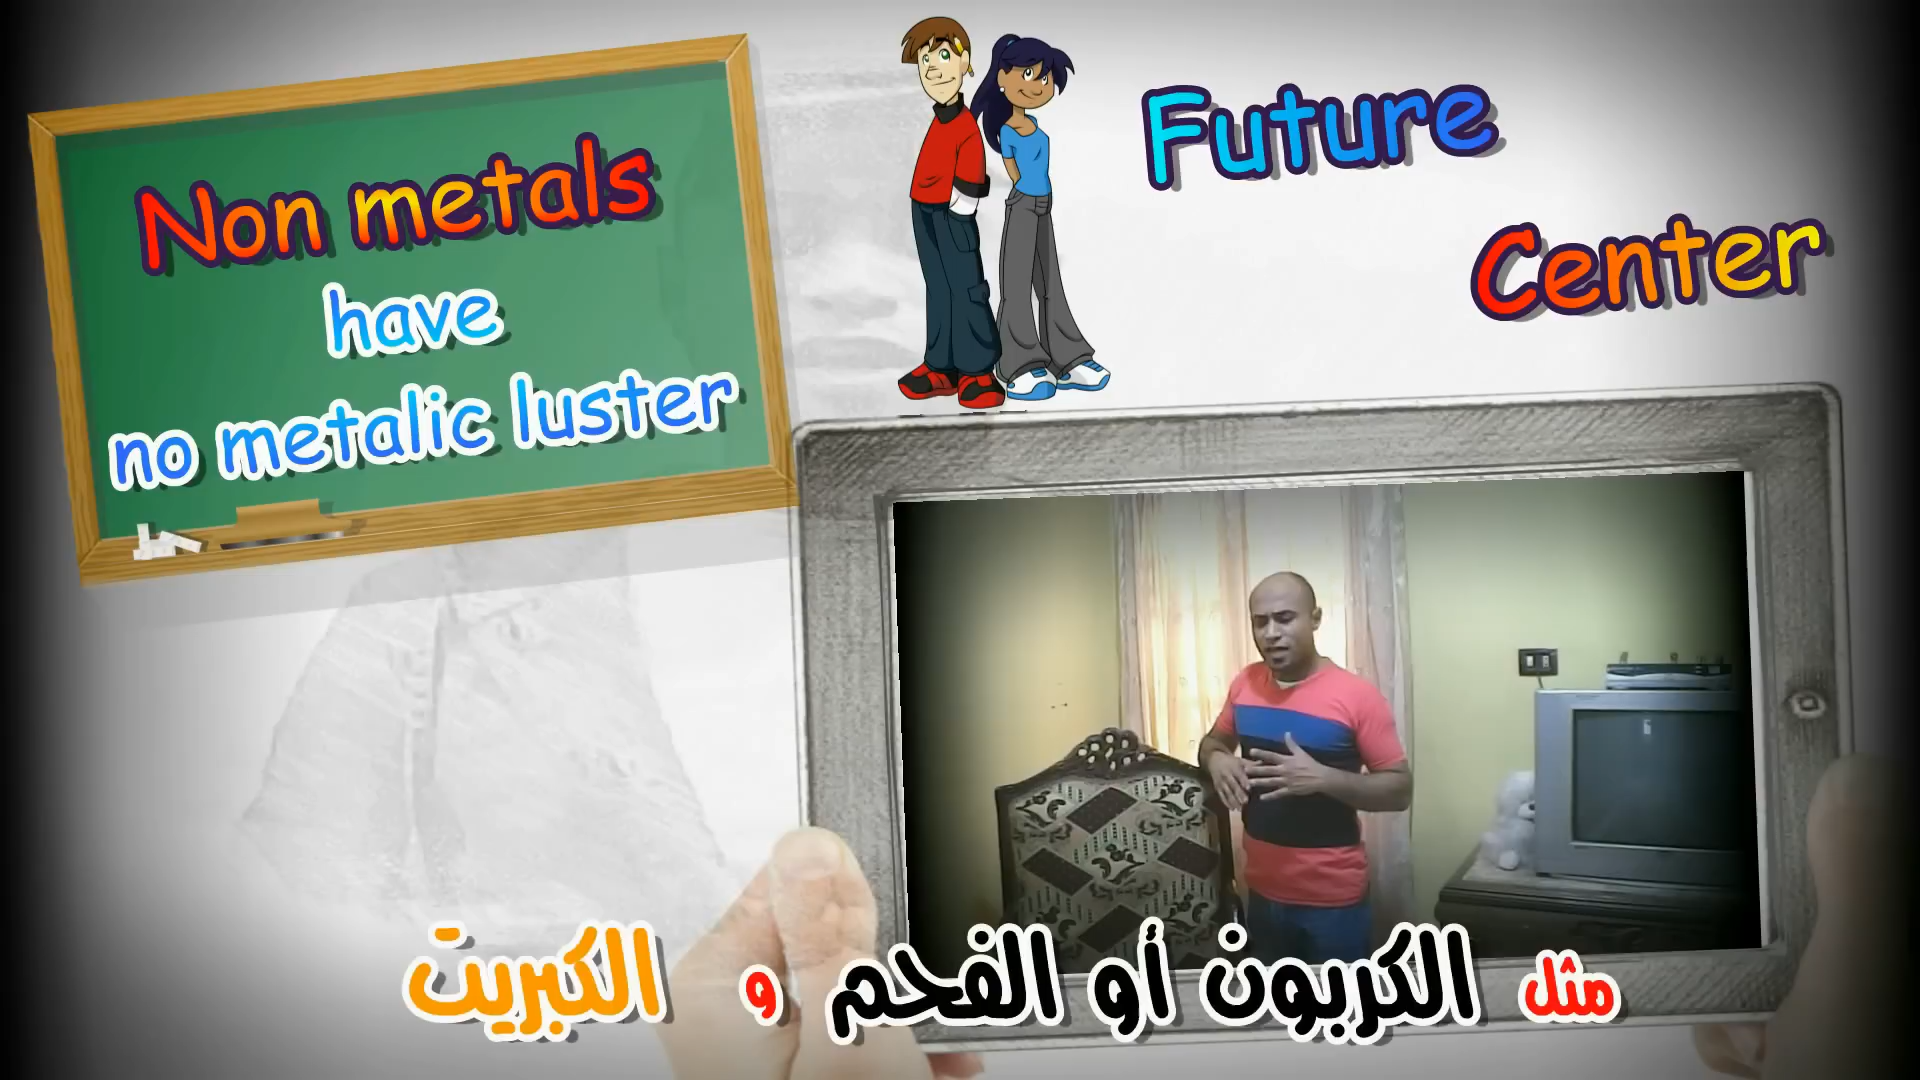 Non metals
have
no metalic luster
Future
Center
مثل الكربون أو الفحم و الكبريت